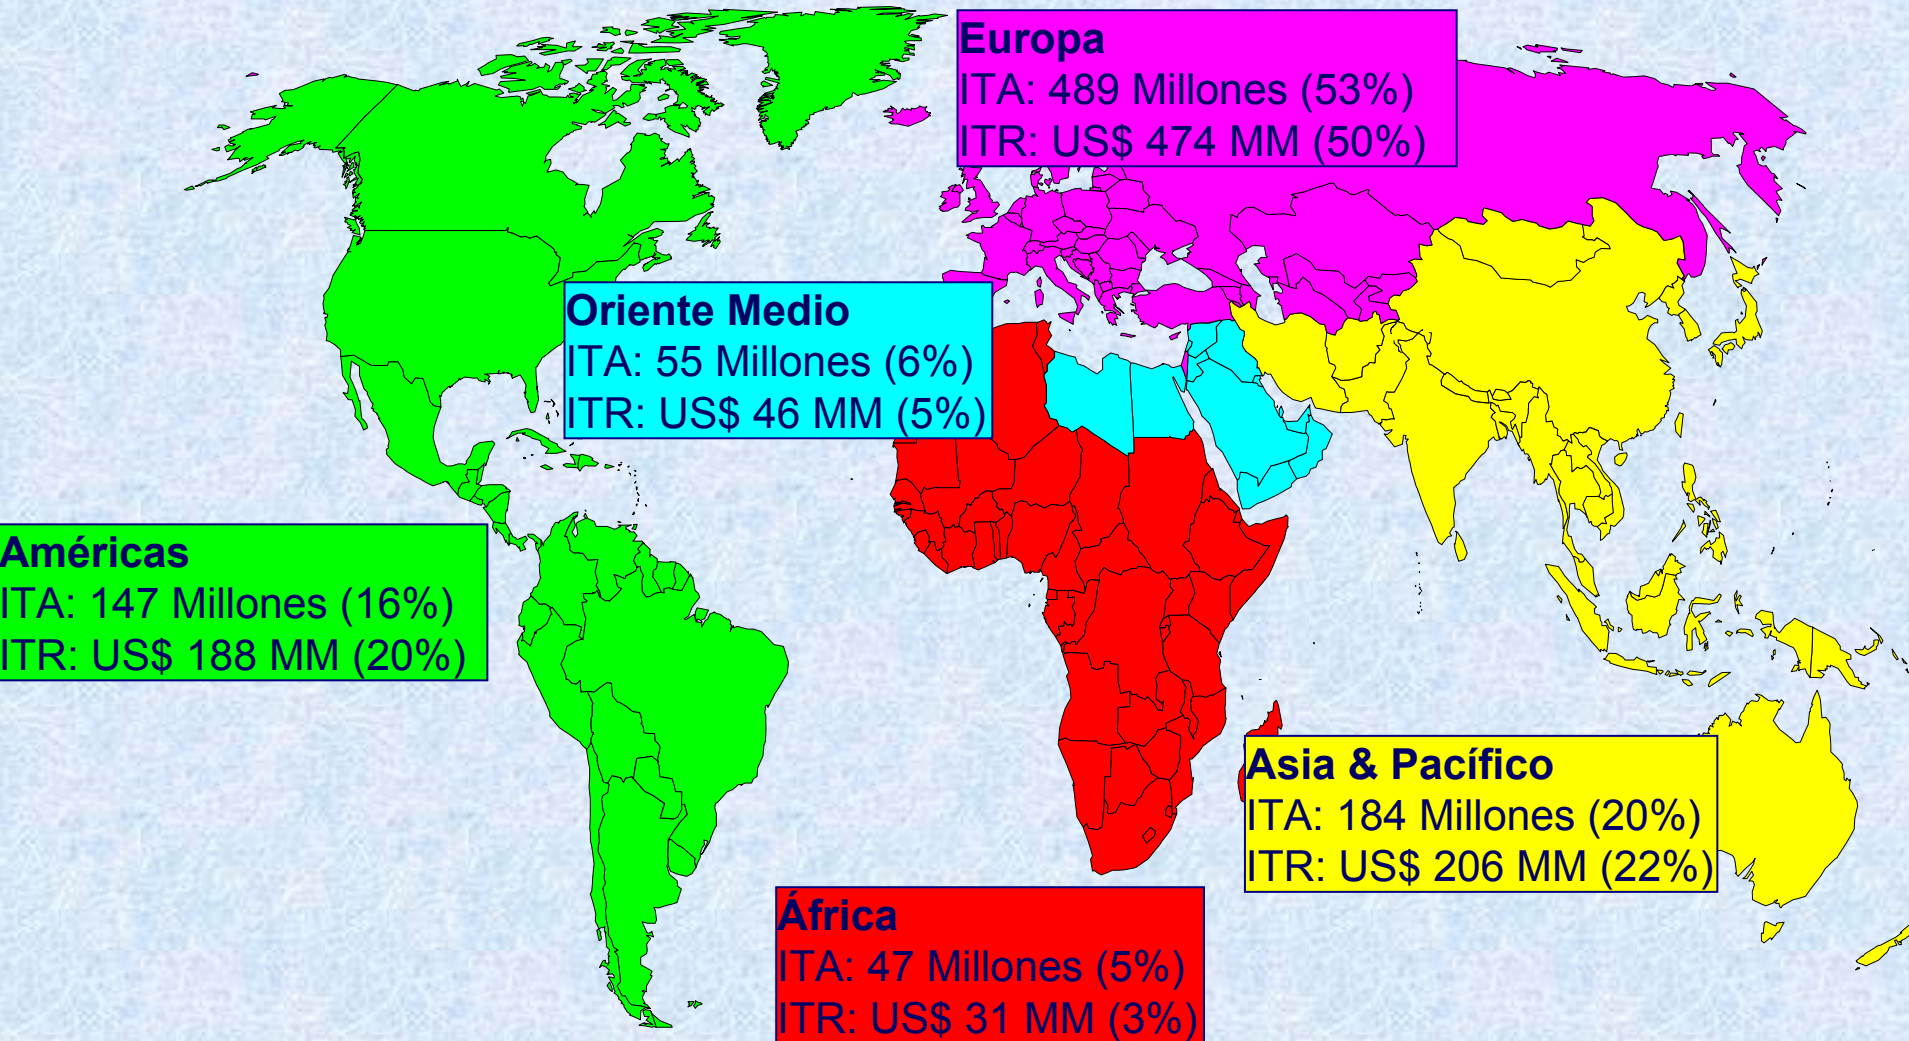 Europa
ITA: 489 Millones (53%)
ITR: US$ 474 MM (50%)
Oriente Medio
ITA: 55 Millones (6%)
ITR: US$ 46 MM (5%)
Américas
ITA: 147 Millones (16%)
ITR: US$ 188 MM (20%)
Asia & Pacífico
ITA: 184 Millones (20%)
ITR: US$ 206 MM (22%)
África
ITA: 47 Millones (5%)
ITR: US$ 31 MM (3%)